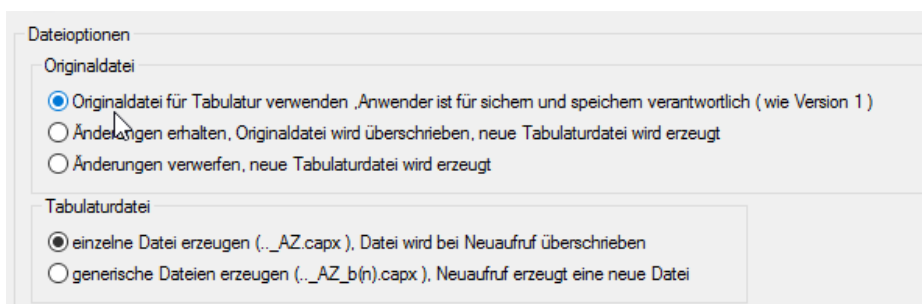 Dateioptionen
Originaldatei
Originaldatei für Tabulatur verwenden ,Anwender ist für sichern und speichern verantwortlich ( wie Version 1 )
Änderungen erhalten, Originaldatei wird überschrieben, neue Tabulaturdatei wird erzeugt
Änderungen verwerfen, neue Tabulaturdatei wird erzeugt
Tabulaturdatei
einzelne Datei erzeugen (.._AZ.capx ), Datei wird bei Neuaufruf überschrieben
generische Dateien erzeugen (.._AZ_b(n).capx ), Neuaufruf erzeugt eine neue Datei